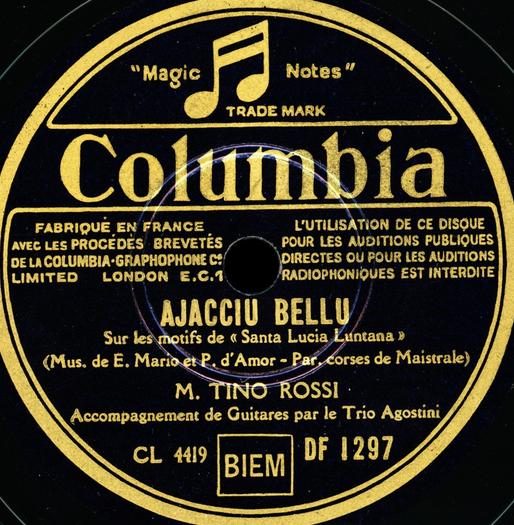 "Magic Notes"
TRADE MARK
Columbia
FABRIQUÉ EN FRANCE
AVEC LES PROCÉDÉS BREVETÉS
DE LA COLUMBIA·GRAPHOPHONE Cº
LIMITED LONDON E.C.1
L'UTILISATION DE CE DISQUE
POUR LES AUDITIONS PUBLIQUES
DIRECTES OU POUR LES AUDITIONS
RADIOPHONIQUES EST INTERDITE
AJACCIU BELLU
Sur les motifs de « Santa Lucia Luntana »
(Mus. de E. Mario et P. d'Amor - Par. corses de Maistrale)
M. TINO ROSSI
Accompagnement de Guitares par le Trio Agostini
CL 4419 BIEM DF 1297